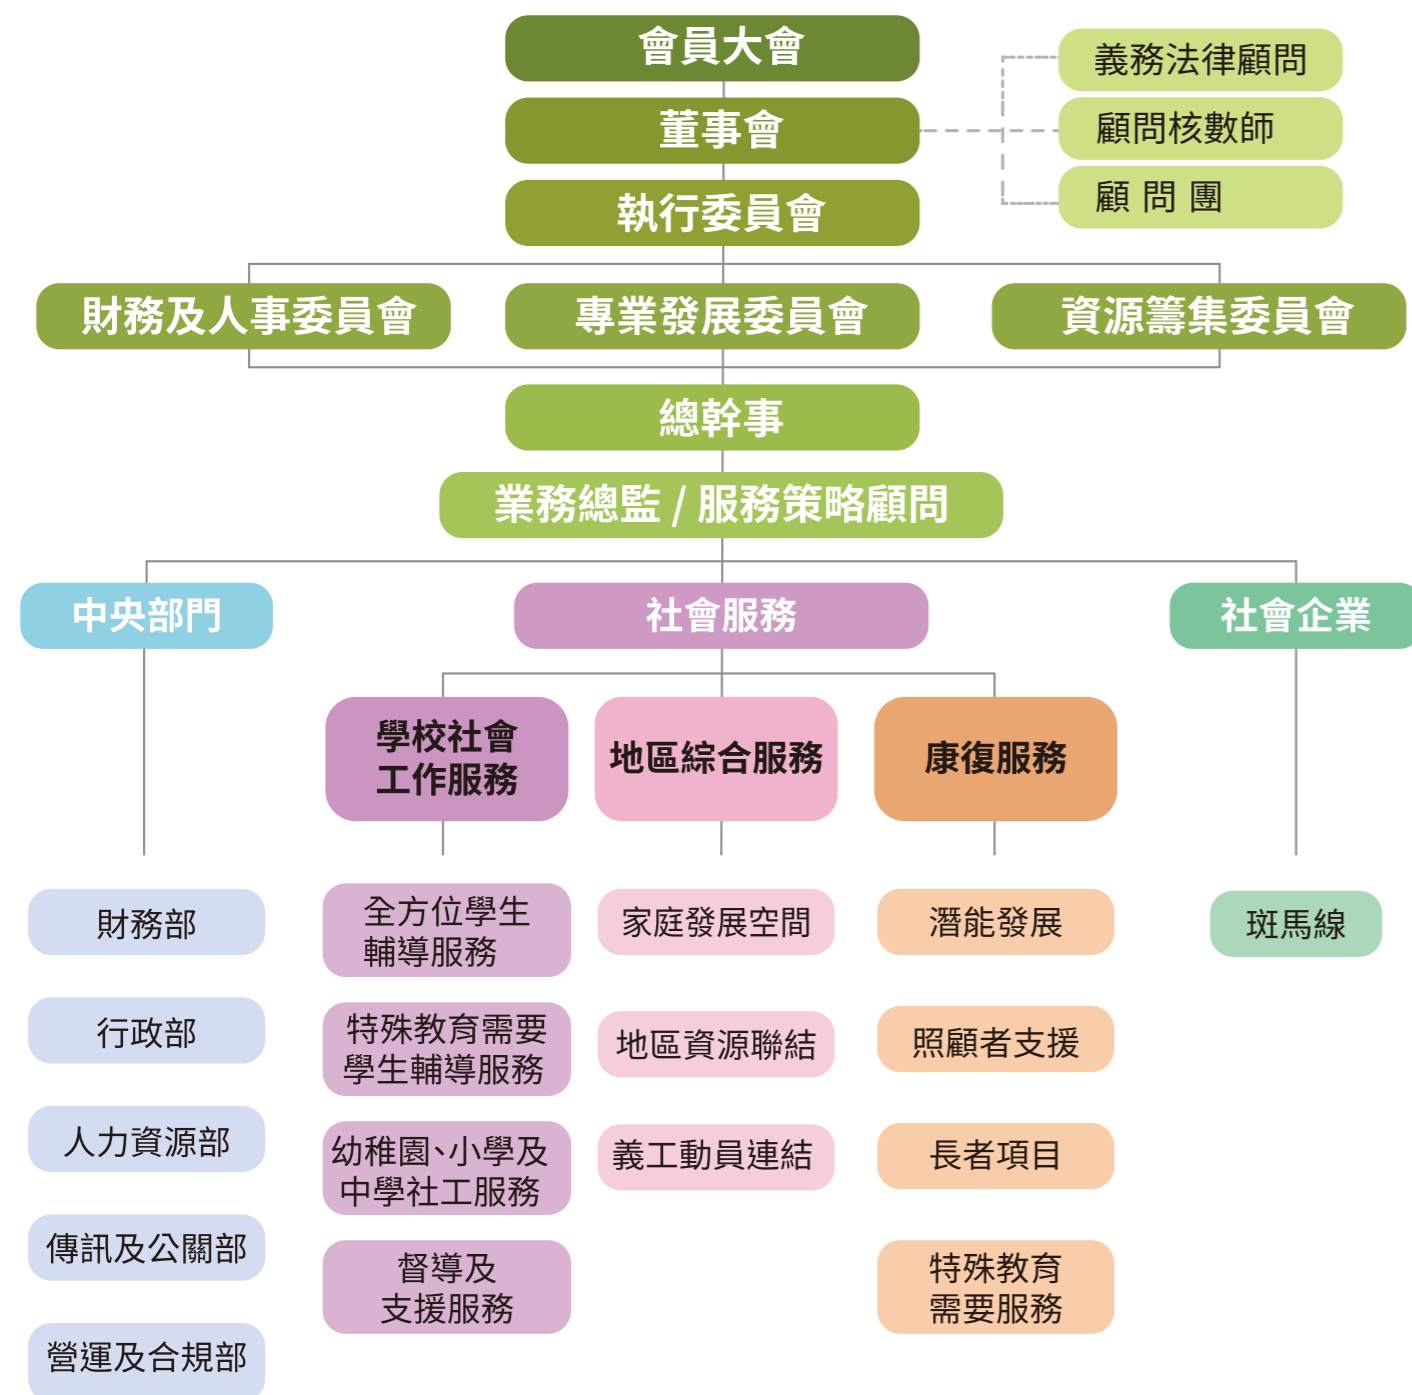 會員大會
義務法律顧問
董事會
顧問核數師
顧問團
執行委員會
財務及人事委員會
專業發展委員會
資源籌集委員會
總幹事
業務總監 / 服務策略顧問
中央部門
社會服務
社會企業
學校社會
工作服務
地區綜合服務
康復服務
財務部
行政部
人力資源部
傳訊及公關部
營運及合規部
全方位學生
輔導服務
特殊教育需要
學生輔導服務
幼稚園、小學及
中學社工服務
督導及
支援服務
家庭發展空間
地區資源聯結
義工動員連結
潛能發展
照顧者支援
長者項目
特殊教育
需要服務
斑馬線